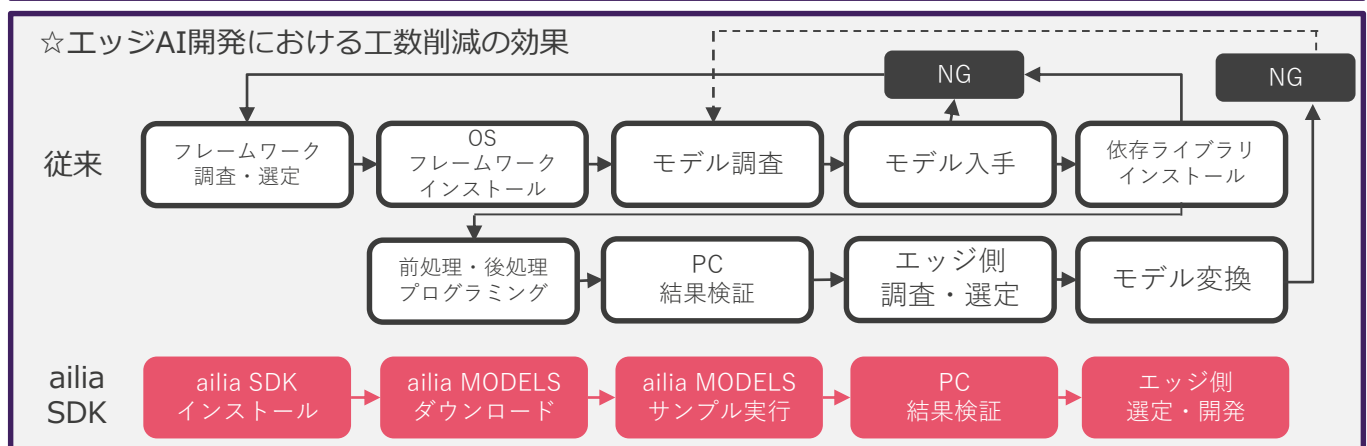 ☆エッジAI開発における工数削減の効果
NG
NG
従来
フレームワーク
調査・選定
OS
フレームワーク
インストール
モデル調査
モデル入手
依存ライブラリ
インストール
前処理・後処理
プログラミング
PC
結果検証
エッジ側
調査・選定
モデル変換
ailia
SDK
ailia SDK
インストール
ailia MODELS
ダウンロード
ailia MODELS
サンプル実行
PC
結果検証
エッジ側
選定・開発